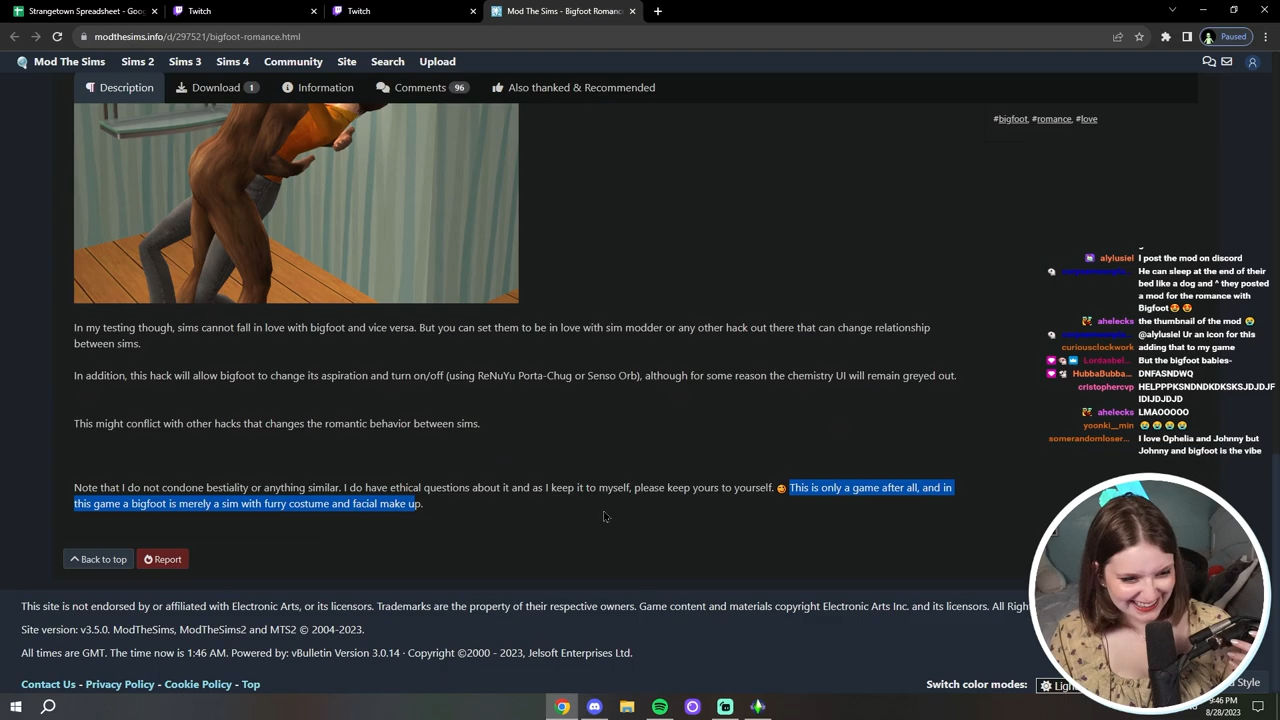 Strangetown Spreadsheet - Goo
Twitch
Twitch
Mod The Sims - Bigfoot Romanc
modthesims.info/d/297521/bigfoot-romance.html
Paused
Mod The Sims
Sims 2
Sims 3
Sims 4
Community
Site
Search
Upload
Description
Download 1
Information
Comments 96
Also thanked & Recommended
#bigfoot, #romance, #love
In my testing though, sims cannot fall in love with bigfoot and vice versa. But you can set them to be in love with sim modder or any other hack out there that can change relationship
between sims.
In addition, this hack will allow bigfoot to change its aspiration and turn on/off (using ReNuYu Porta-Chug or Senso Orb), although for some reason the chemistry UI will remain greyed out.
This might conflict with other hacks that changes the romantic behavior between sims.
Note that I do not condone bestiality or anything similar. I do have ethical questions about it and as I keep it to myself, please keep yours to yourself. This is only a game after all, and in
this game a bigfoot is merely a sim with furry costume and facial make up.
Back to top
Report
This site is not endorsed by or affiliated with Electronic Arts, or its licensors. Trademarks are the property of their respective owners. Game content and materials copyright Electronic Arts Inc. and its licensors. All Righ
Site version: v3.5.0. ModTheSims, ModTheSims2 and MTS2 © 2004-2023.
All times are GMT. The time now is 1:46 AM. Powered by: vBulletin Version 3.0.14 · Copyright ©2000 - 2023, Jelsoft Enterprises Ltd.
Contact Us - Privacy Policy - Cookie Policy - Top
Switch color modes:
Ligh
Style
alylusiel I post the mod on discord
He can sleep at the end of their
bed like a dog and ^ they posted
a mod for the romance with
Bigfoot
ahelecks the thumbnail of the mod
@alylusiel Ur an icon for this
curiousclockwork adding that to my game
Lordasbel... But the bigfoot babies-
HubbaBubba... DNFASNDWQ
cristophercvp HELPPPKSNDNDKDKSKSJDJDJF
IDIJDJDJD
ahelecks LMAOOOOO
yoonki__min
somerandomloser... I love Ophelia and Johnny but
Johnny and bigfoot is the vibe
9:46 PM
8/28/2023